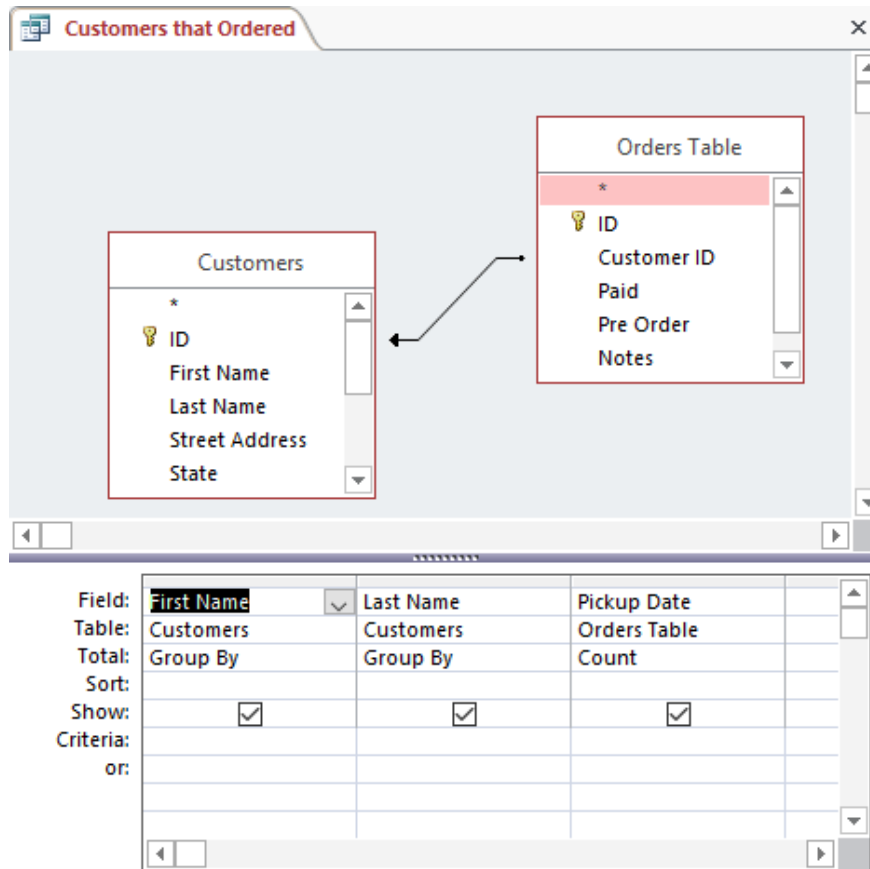 Customers that Ordered
Orders Table
*
ID
Customer ID
Paid
Pre Order
Notes
Customers
*
ID
First Name
Last Name
Street Address
State
Field: First Name Last Name Pickup Date
Table: Customers Customers Orders Table
Total: Group By Group By Count
Sort:
Show:
Criteria:
or: